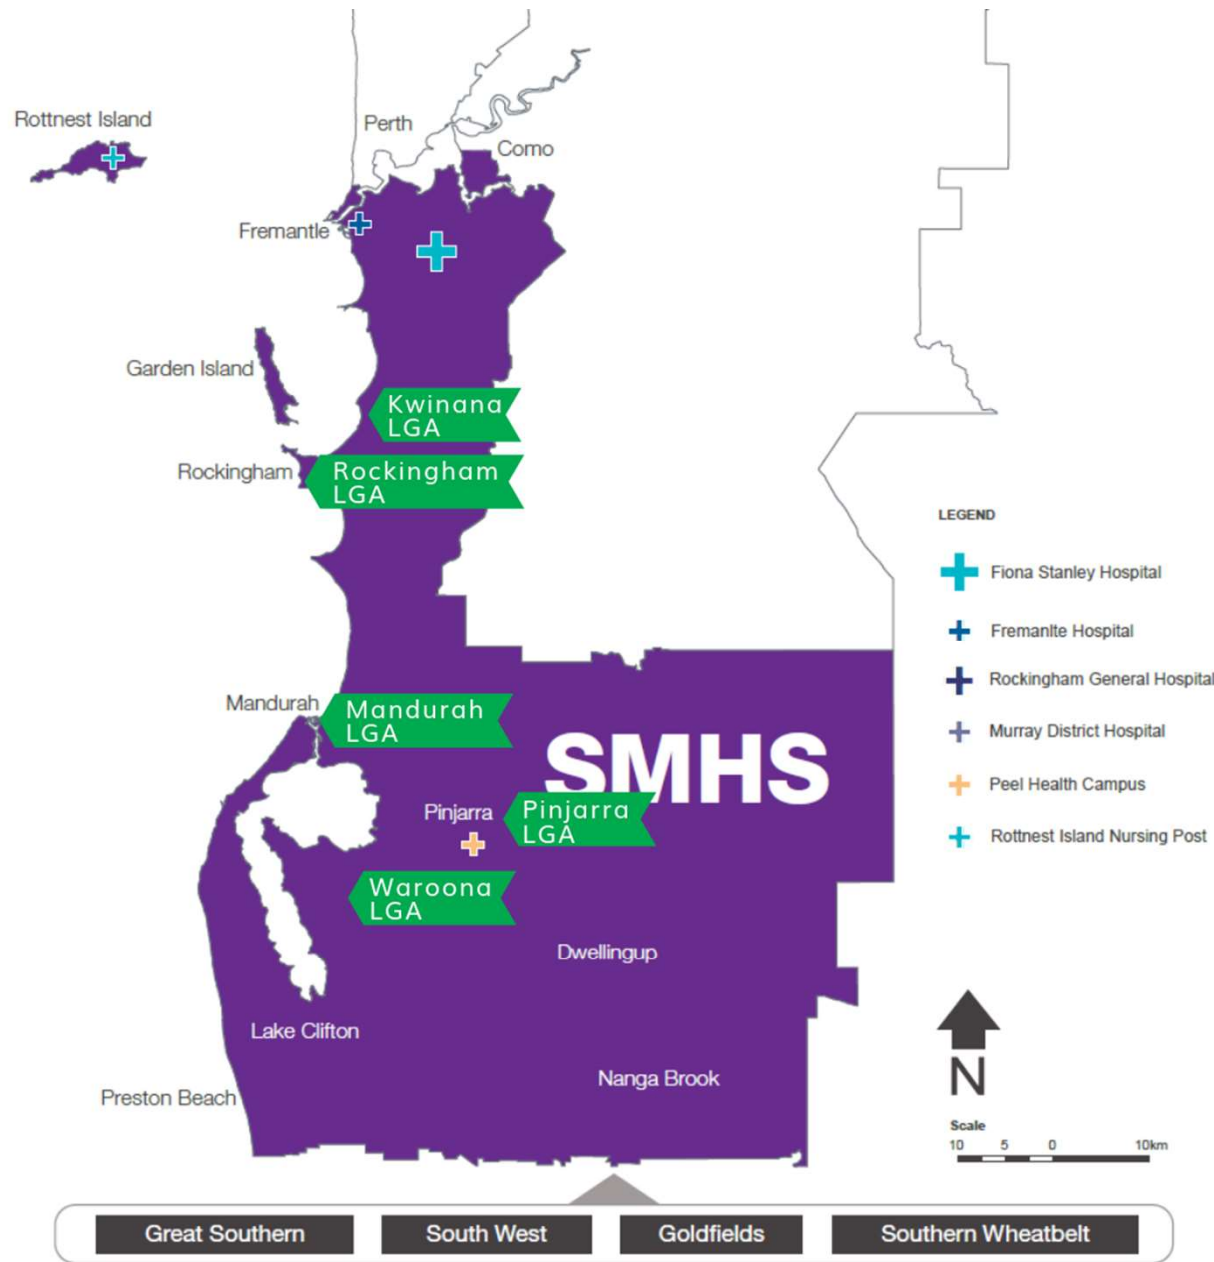 Rottnest Island
Perth
Como
Fremantle
Garden Island
Kwinana
LGA
Rockingham
Rockingham
LGA
LEGEND
Fiona Stanley Hospital
Fremanlte Hospital
Rockingham General Hospital
Murray District Hospital
Peel Health Campus
Rottnest Island Nursing Post
Mandurah
Mandurah
LGA
SMHS
Pinjarra
Pinjarra
LGA
Waroona
LGA
Dwellingup
Lake Clifton
Nanga Brook
Preston Beach
N
Scale
10 5 0 10km
Great Southern
South West
Goldfields
Southern Wheatbelt